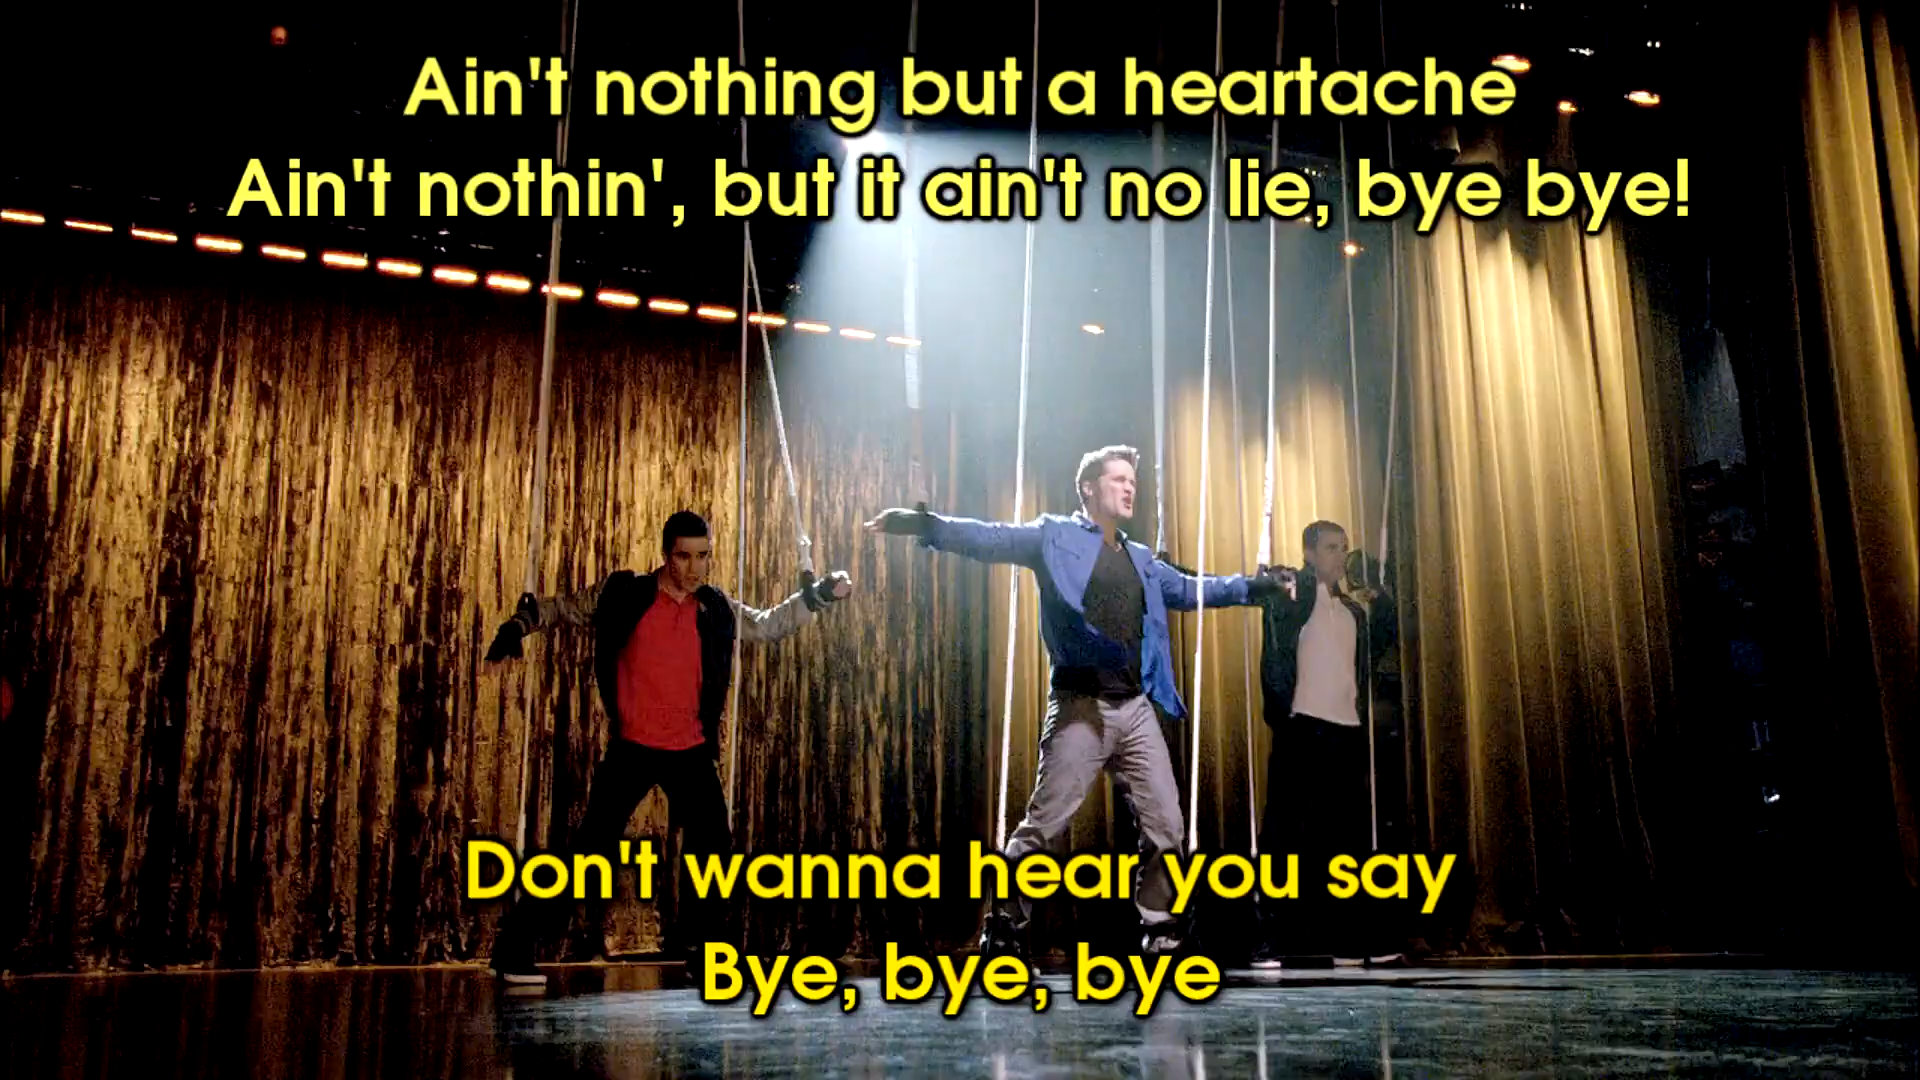 Ain't nothing but a heartache
Ain't nothin', but it ain't no lie, bye bye!
Don't wanna hear you say
Bye, bye, bye